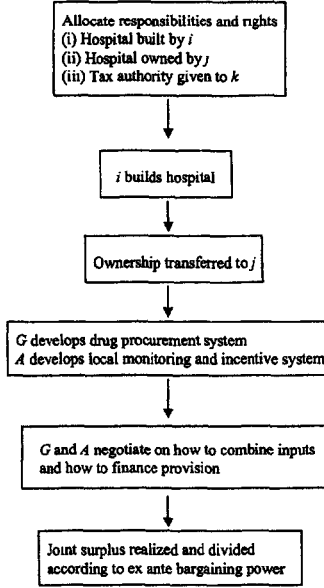 Allocate responsibilities and rights
(i) Hospital built by i
(ii) Hospital owned by j
(iii) Tax authority given to k
i builds hospital
Ownership transferred to j
G develops drug procurement system
A develops local monitoring and incentive system
G and A negotiate on how to combine inputs
and how to finance provision
Joint surplus realized and divided
according to ex ante bargaining power